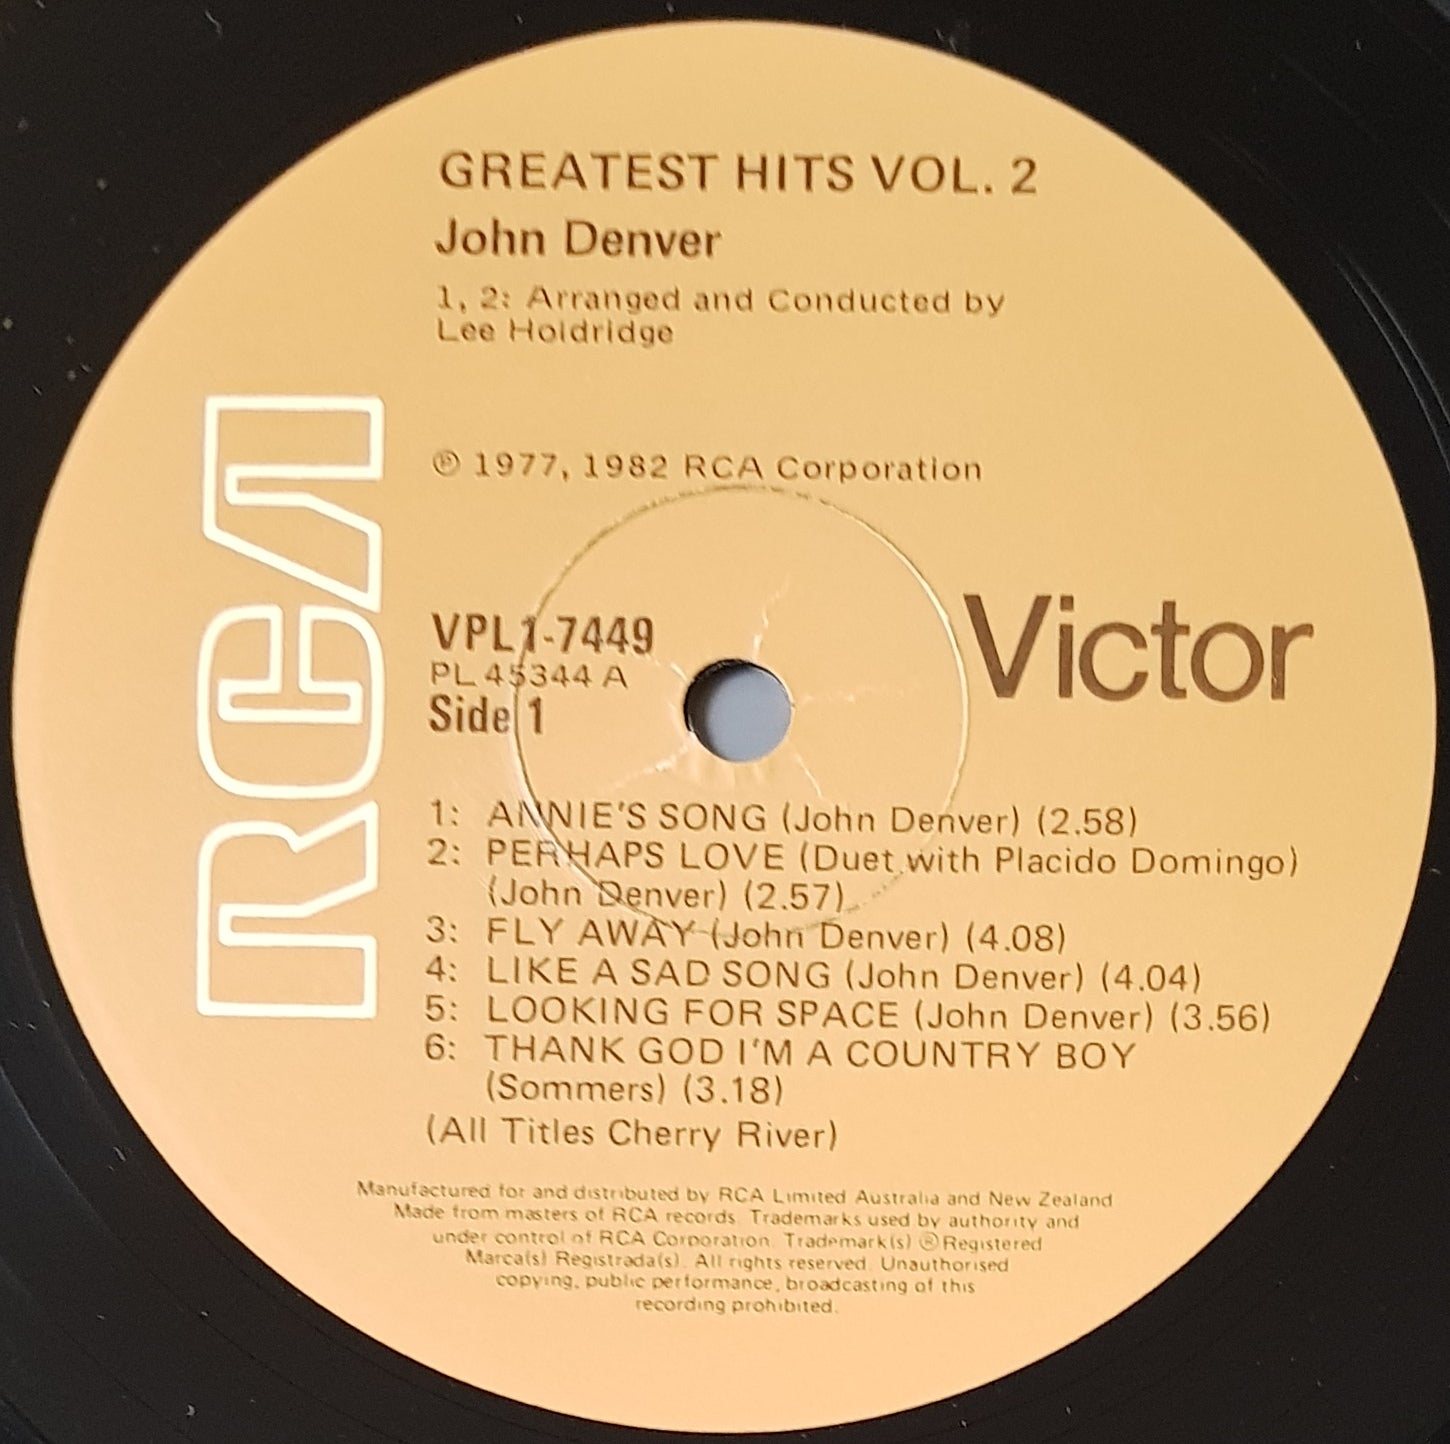 GREATEST HITS VOL. 2
John Denver
1, 2: Arranged and Conducted by
Lee Holdridge
℗ 1977, 1982 RCA Corporation
RCA
VPL1-7449
PL 45344 A
Side 1
Victor
1: ANNIE'S SONG (John Denver) (2.58)
2: PERHAPS LOVE (Duet with Placido Domingo)
(John Denver) (2.57)
3: FLY AWAY (John Denver) (4.08)
4: LIKE A SAD SONG (John Denver) (4.04)
5: LOOKING FOR SPACE (John Denver) (3.56)
6: THANK GOD I'M A COUNTRY BOY
(Sommers) (3.18)
(All Titles Cherry River)
Manufactured for and distributed by RCA Limited Australia and New Zealand
Made from masters of RCA records. Trademarks used by authority and
under control of RCA Corporation. Trademark(s) ® Registered
Marca(s) Registrada(s). All rights reserved. Unauthorised
copying, public performance, broadcasting of this
recording prohibited.